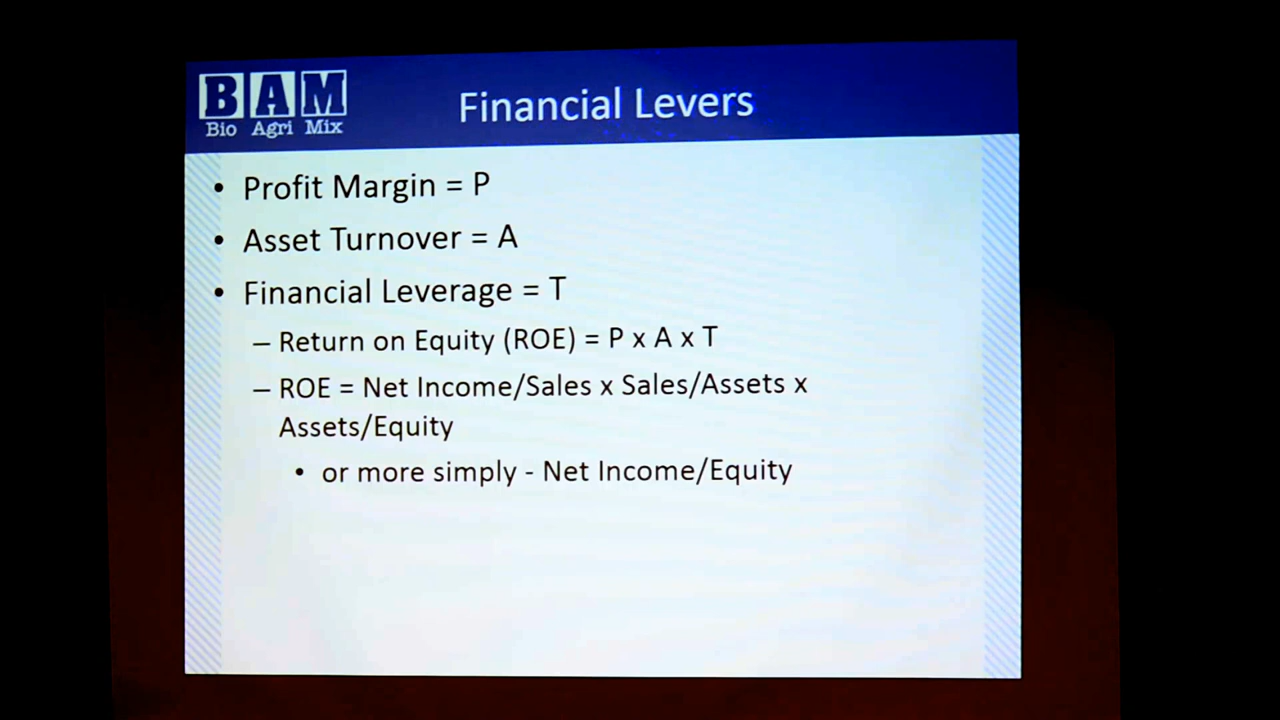 BAM
Bio Agri Mix
Financial Levers
• Profit Margin = P
• Asset Turnover = A
• Financial Leverage = T
– Return on Equity (ROE) = P x A x T
– ROE = Net Income/Sales x Sales/Assets x
Assets/Equity
• or more simply - Net Income/Equity